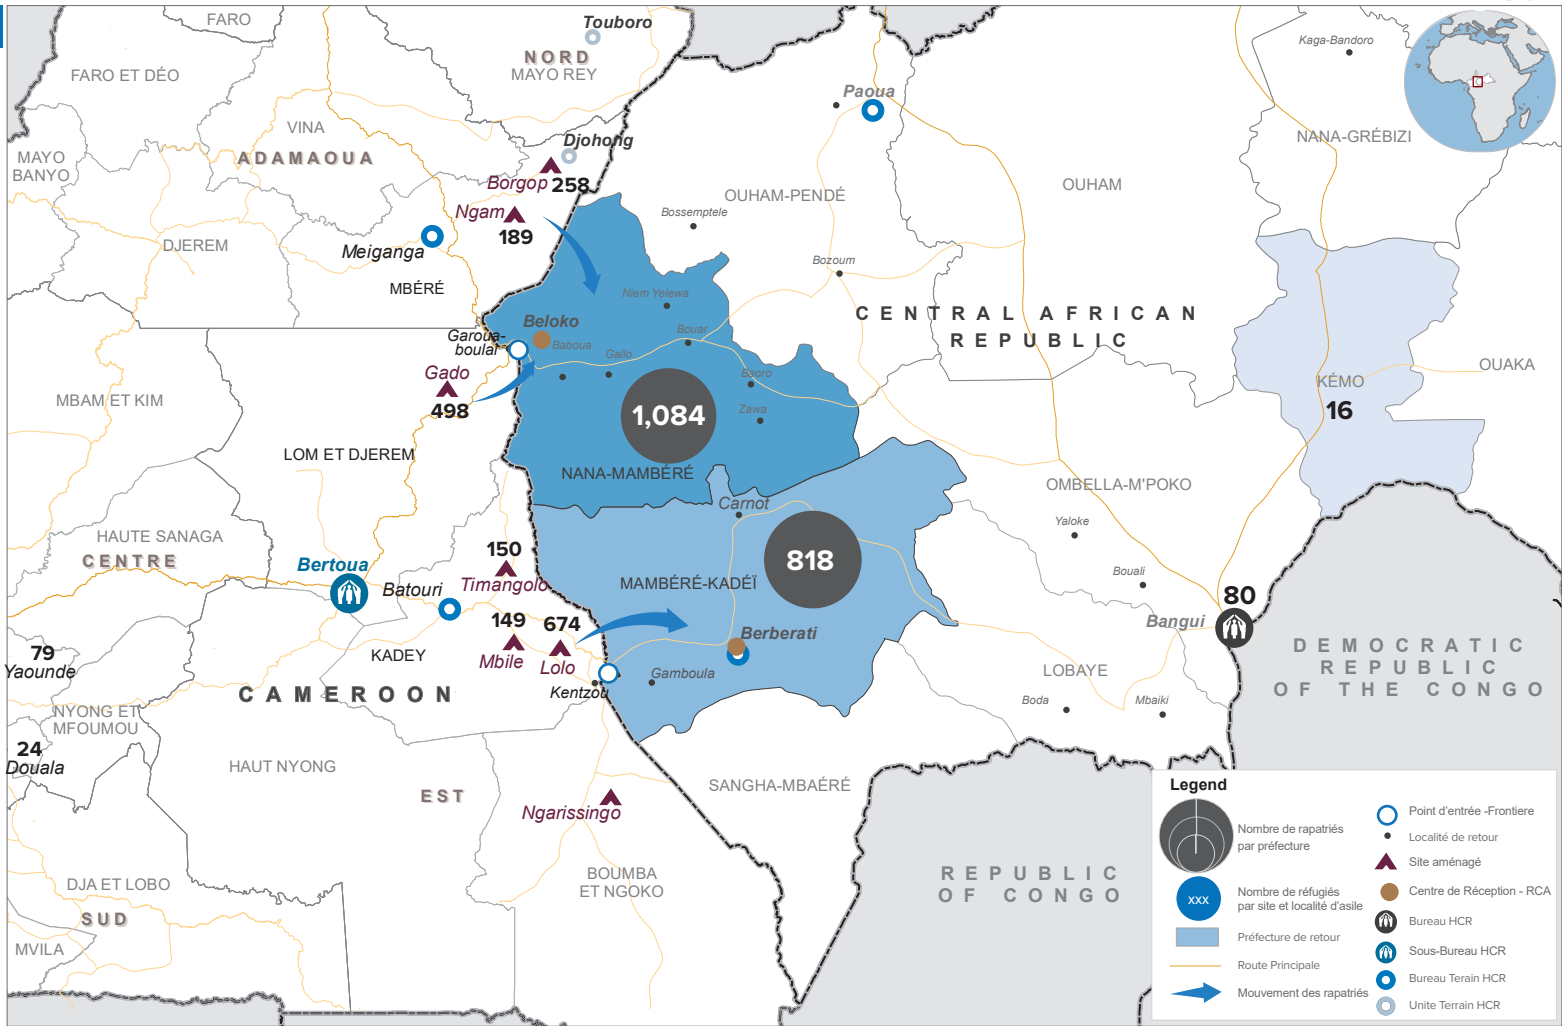 FARO
Touboro
NORD
MAYO REY
FARO ET DÉO
Kaga-Bandoro
Paoua
VINA
ADAMAOUA
MAYO
BANYO
Djohong
Borgop 258
Ngam
189
NANA-GRÉBIZI
OUHAM
OUHAM-PENDÉ
Bossemptele
DJEREM
Meiganga
MBÉRÉ
Bozoum
Niem Yelewa
CENTRAL AFRICAN
REPUBLIC
Beloko
Garoua-
boulai
Baboua
Gallo
Bouar
Baoro
Zawa
Gado
498
1,084
MBAM ET KIM
KÉMO
16
OUAKA
LOM ET DJEREM
NANA-MAMBÉRÉ
OMBELLA-M'POKO
Carnot
Yaloke
HAUTE SANAGA
CENTRE
Bertoua
Batouri
150
Timangolo
818
MAMBÉRÉ-KADÉÏ
Bouali
149
Mbile
674
Lolo
80
Bangui
Berberati
79
Yaounde
KADEY
CAMEROON
Kentzou
Gamboula
LOBAYE
Boda
Mbaiki
DEMOCRATIC
REPUBLIC
OF THE CONGO
NYONG ET
MFOUMOU
24
Douala
HAUT NYONG
EST
SANGHA-MBAÉRÉ
Ngarissingo
BOUMBA
ET NGOKO
REPUBLIC
OF CONGO
DJA ET LOBO
SUD
MVILA
Legend
Nombre de rapatriés
par préfecture
xxx
Nombre de réfugiés
par site et localité d'asile
Préfecture de retour
Route Principale
Mouvement des rapatriés
Point d'entrée -Frontiere
Localité de retour
Site aménagé
Centre de Réception - RCA
Bureau HCR
Sous-Bureau HCR
Bureau Terrain HCR
Unite Terrain HCR